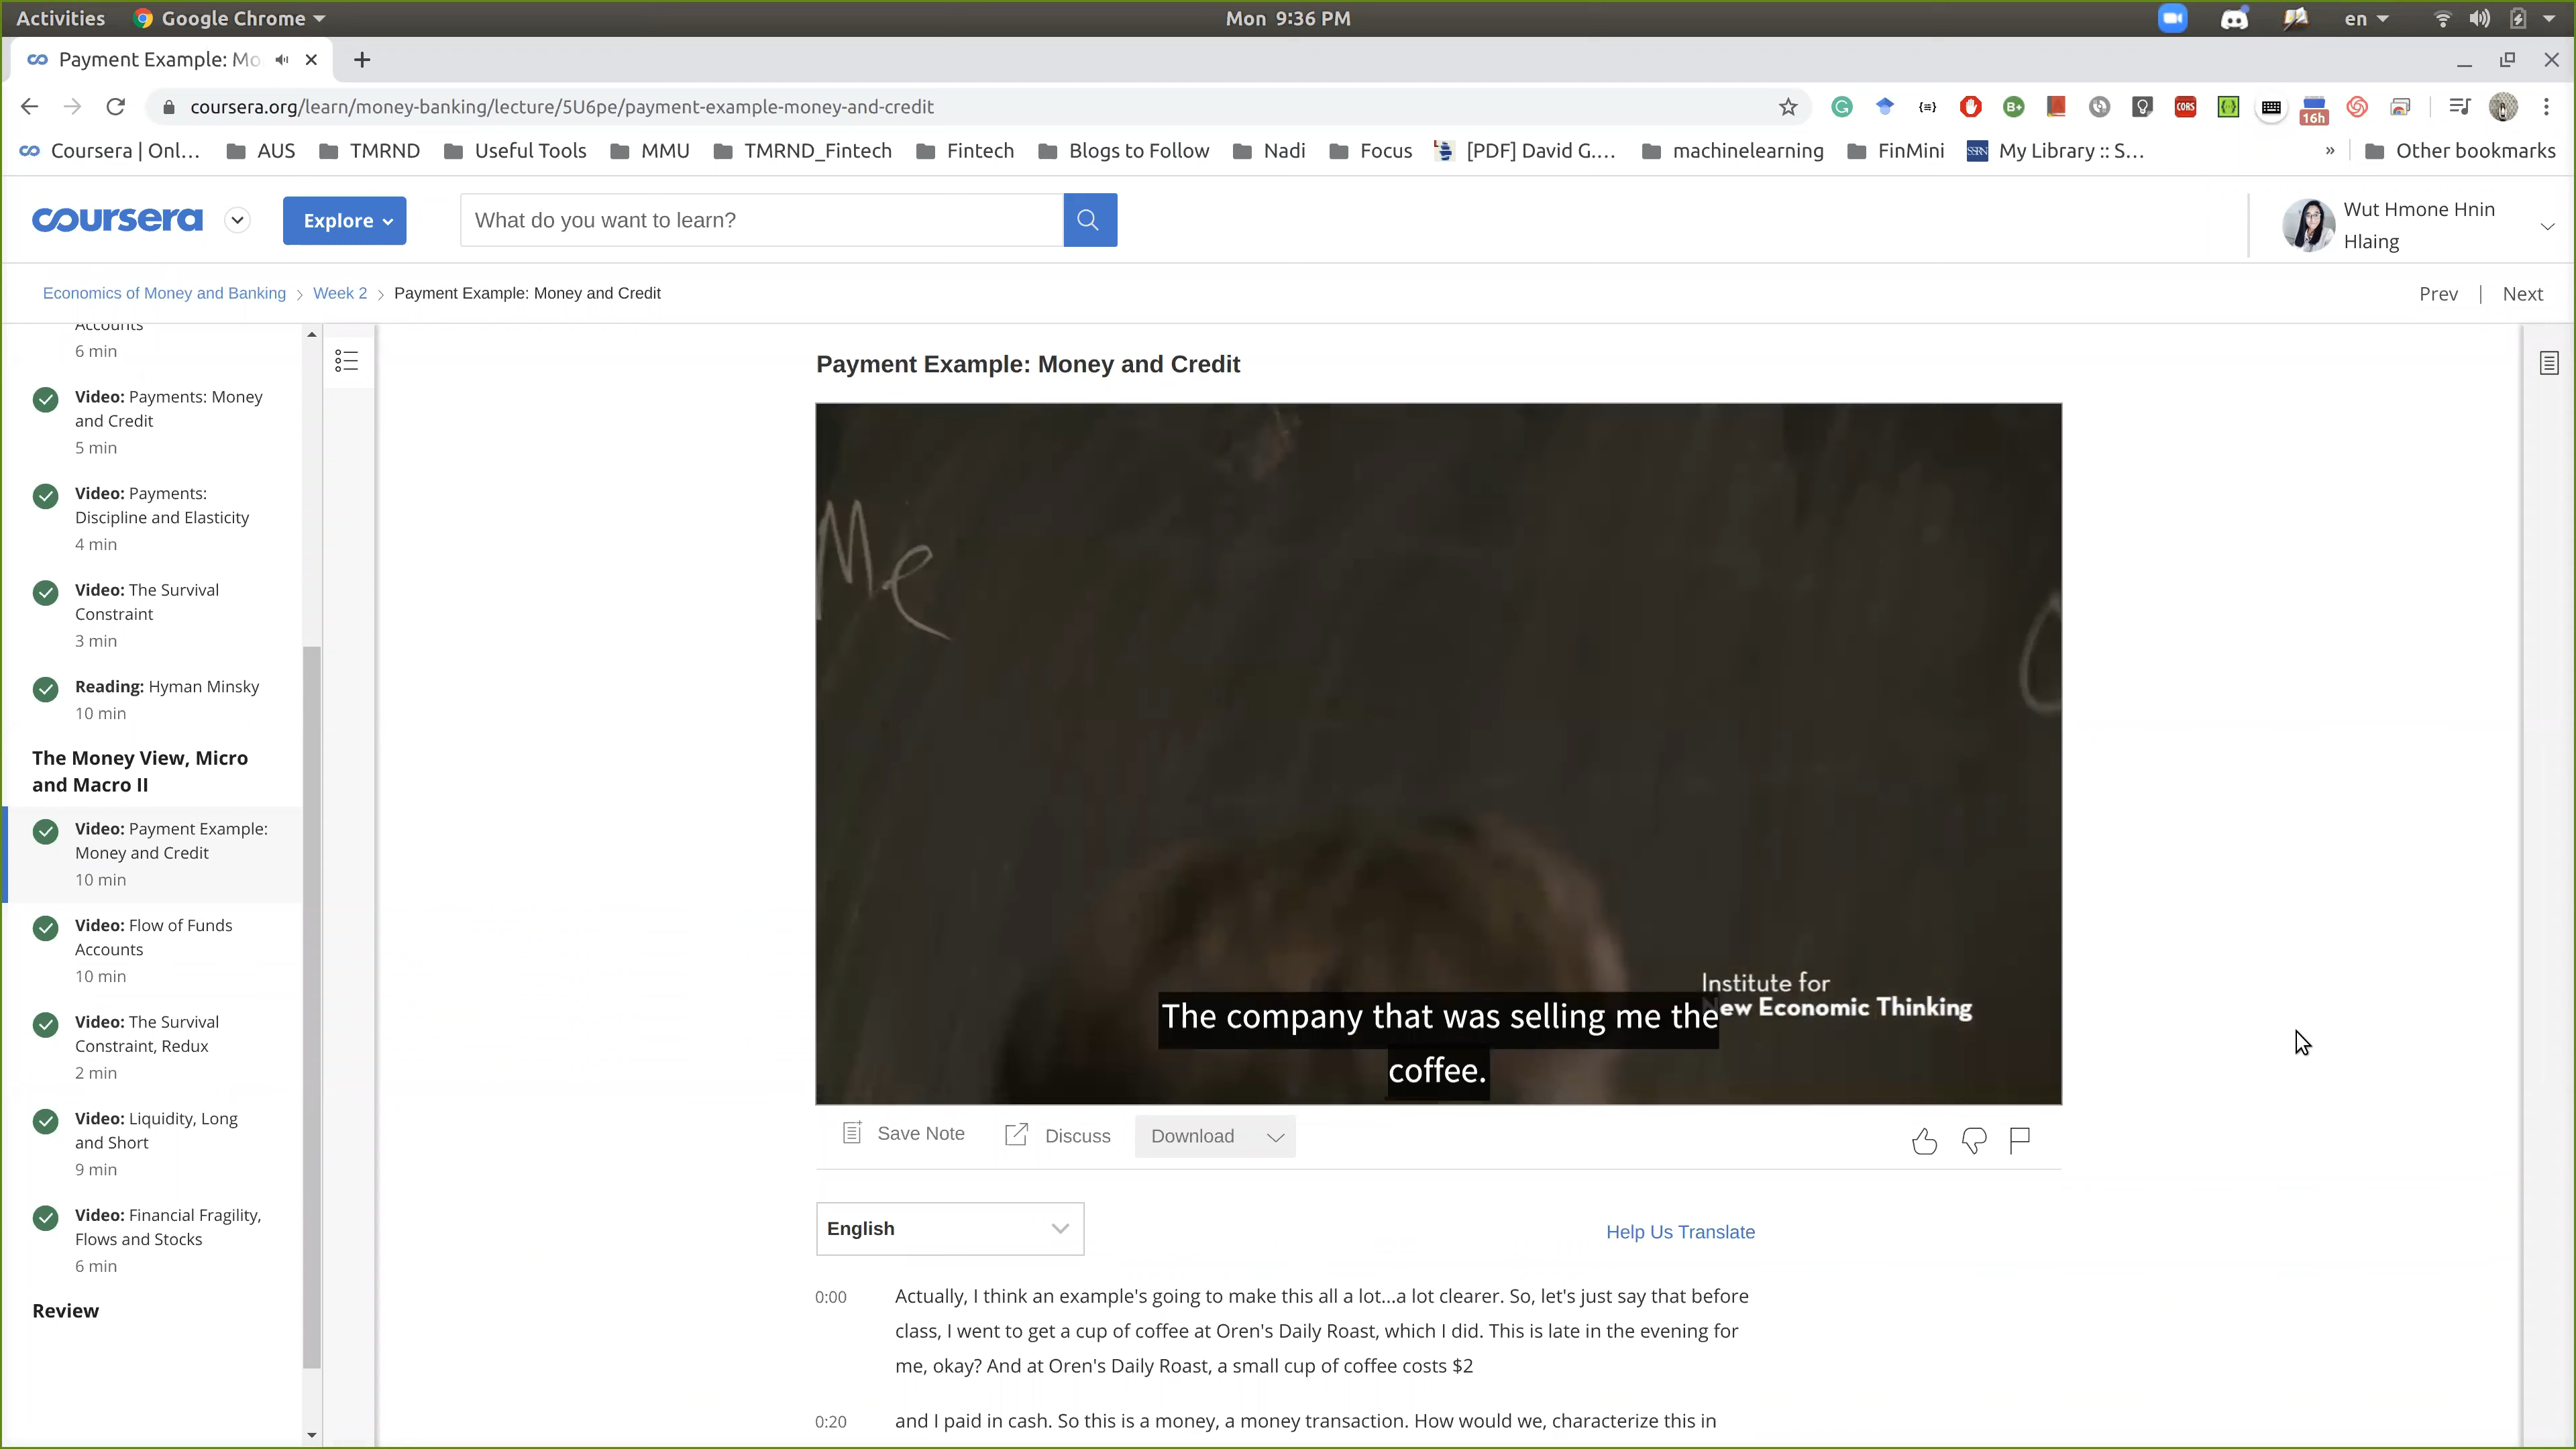 Activities Google Chrome Mon 9:36 PM en
Payment Example: Mo
coursera.org/learn/money-banking/lecture/5U6pe/payment-example-money-and-credit 16h
Coursera | Onl... AUS TMRND Useful Tools MMU TMRND_Fintech Fintech Blogs to Follow Nadi Focus [PDF] David G.... machinelearning FinMini My Library :: S... » Other bookmarks
coursera Explore What do you want to learn? Wut Hmone Hnin
Hlaing
Economics of Money and Banking > Week 2 > Payment Example: Money and Credit Prev | Next
Accounts
6 min
Video: Payments: Money
and Credit
5 min
Video: Payments:
Discipline and Elasticity
4 min
Video: The Survival
Constraint
3 min
Reading: Hyman Minsky
10 min
The Money View, Micro
and Macro II
Video: Payment Example:
Money and Credit
10 min
Video: Flow of Funds
Accounts
10 min
Video: The Survival
Constraint, Redux
2 min
Video: Liquidity, Long
and Short
9 min
Video: Financial Fragility,
Flows and Stocks
6 min
Review
Payment Example: Money and Credit
Me
Institute for
New Economic Thinking
The company that was selling me the
coffee.
Save Note Discuss Download
English Help Us Translate
0:00 Actually, I think an example's going to make this all a lot...a lot clearer. So, let's just say that before
class, I went to get a cup of coffee at Oren's Daily Roast, which I did. This is late in the evening for
me, okay? And at Oren's Daily Roast, a small cup of coffee costs $2
0:20 and I paid in cash. So this is a money, a money transaction. How would we, characterize this in